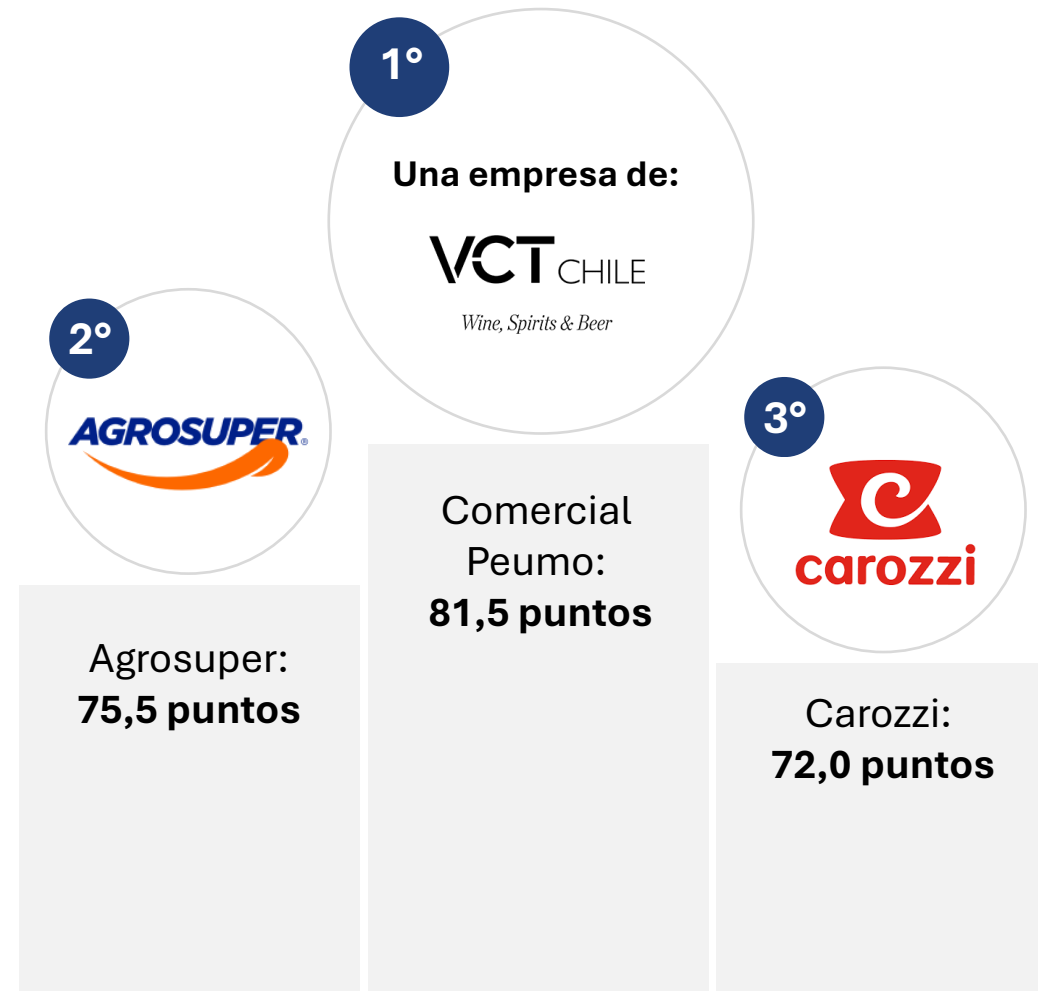 1°
Una empresa de:
VCT CHILE
Wine, Spirits & Beer
2°
AGROSUPER®
3°
carozzi
Comercial
Peumo:
81,5 puntos
Agrosuper:
75,5 puntos
Carozzi:
72,0 puntos